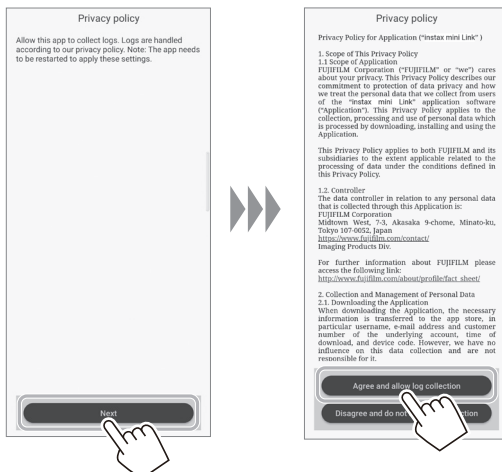 Privacy policy
Allow this app to collect logs. Logs are handled
according to our privacy policy. Note: The app needs
to be restarted to apply these settings.
Next
Privacy policy
Privacy Policy for Application ("instax mini Link" )
1. Scope of This Privacy Policy
1.1 Scope of Application
FUJIFILM Corporation ("FUJIFILM" or "we") cares
about your privacy. This Privacy Policy describes our
commitment to protection of data privacy and how
we treat the personal data that we collect from users
of the "instax mini Link" application software
("Application"). This Privacy Policy applies to the
collection, processing and use of personal data which
is processed by downloading, installing and using the
Application.
This Privacy Policy applies to both FUJIFILM and its
subsidiaries to the extent applicable related to the
processing of data under the conditions defined in
this Privacy Policy.
1.2. Controller
The data controller in relation to any personal data
that is collected through this Application is:
FUJIFILM Corporation
Midtown West, 7-3, Akasaka 9-chome, Minato-ku,
Tokyo 107-0052, Japan
https://www.fujifilm.com/contact/
Imaging Products Div.
For further information about FUJIFILM please
access the following link:
http://www.fujifilm.com/about/profile/fact_sheet/
2. Collection and Management of Personal Data
2.1. Downloading the Application
When downloading the Application, the necessary
information is transferred to the app store, in
particular username, e-mail address and customer
number of the underlying account, time of
download, and device code. However, we have no
influence on this data collection and are not
responsible for it.
Agree and allow log collection
Disagree and do not